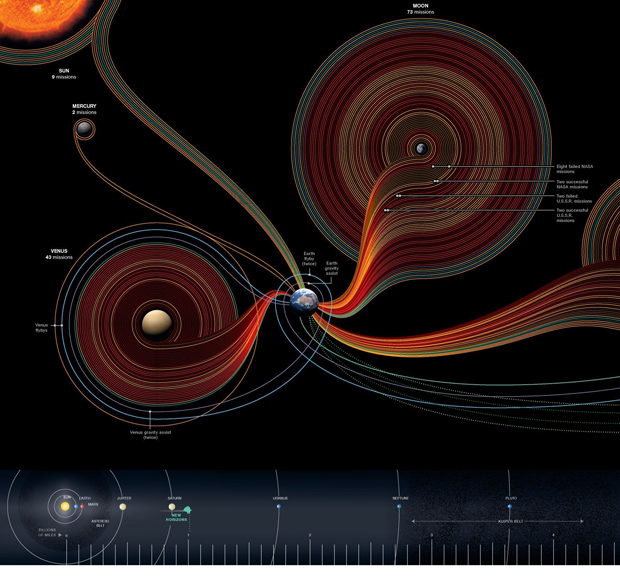 MOON
73 missions
SUN
9 missions
MERCURY
2 missions
Eight failed NASA
missions
Two successful
NASA missions
Two failed
U.S.S.R. missions
Two successful
U.S.S.R.
missions
VENUS
43 missions
Earth
flyby
(twice)
Earth
gravity
assist
Venus
flybys
Venus gravity assist
(twice)
SUN
EARTH
MARS
JUPITER
SATURN
URANUS
NEPTUNE
PLUTO
ASTEROID
BELT
NEW
HORIZONS
KUIPER BELT
BILLIONS
OF MILES
0
1
2
3
4